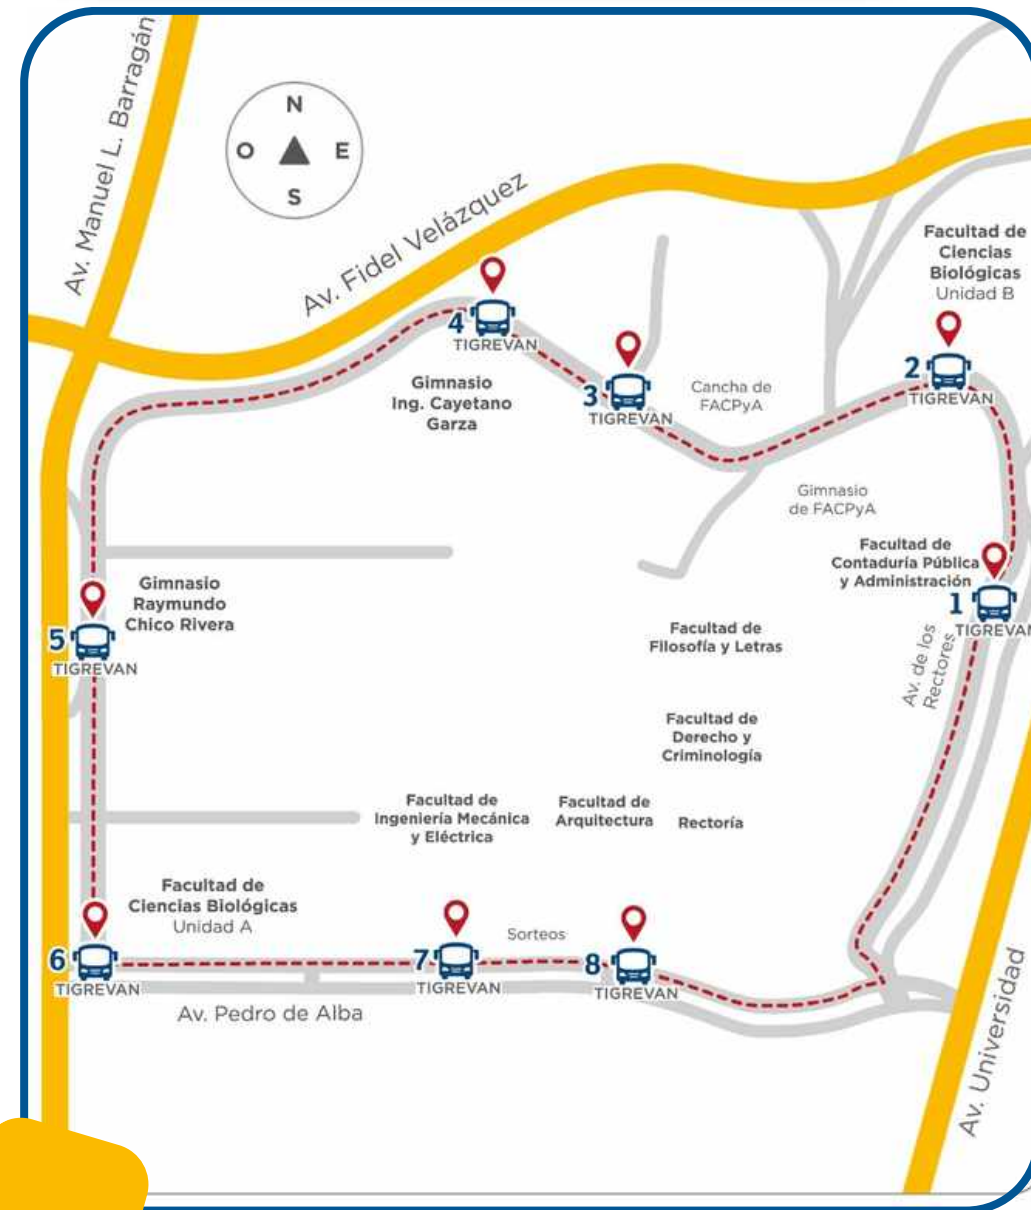 Av. Manuel L. Barragán
N
O
E
S
Av. Fidel Velázquez
Facultad de
Ciencias
Biológicas
Unidad B
4
TIGREVAN
Gimnasio
Ing. Cayetano
Garza
3
TIGREVAN
Cancha de
FACPyA
2
TIGREVAN
Gimnasio
de FACPyA
Facultad de
Contaduría Pública
y Administración
1
TIGREVAN
Av. de los
Rectores
Gimnasio
Raymundo
Chico Rivera
5
TIGREVAN
Facultad de
Filosofía y Letras
Facultad de
Derecho y
Criminología
Facultad de
Ingeniería Mecánica
y Eléctrica
Facultad de
Arquitectura
Rectoría
Facultad de
Ciencias Biológicas
Unidad A
6
TIGREVAN
7
TIGREVAN
Sorteos
8
TIGREVAN
Av. Pedro de Alba
Av. Universidad